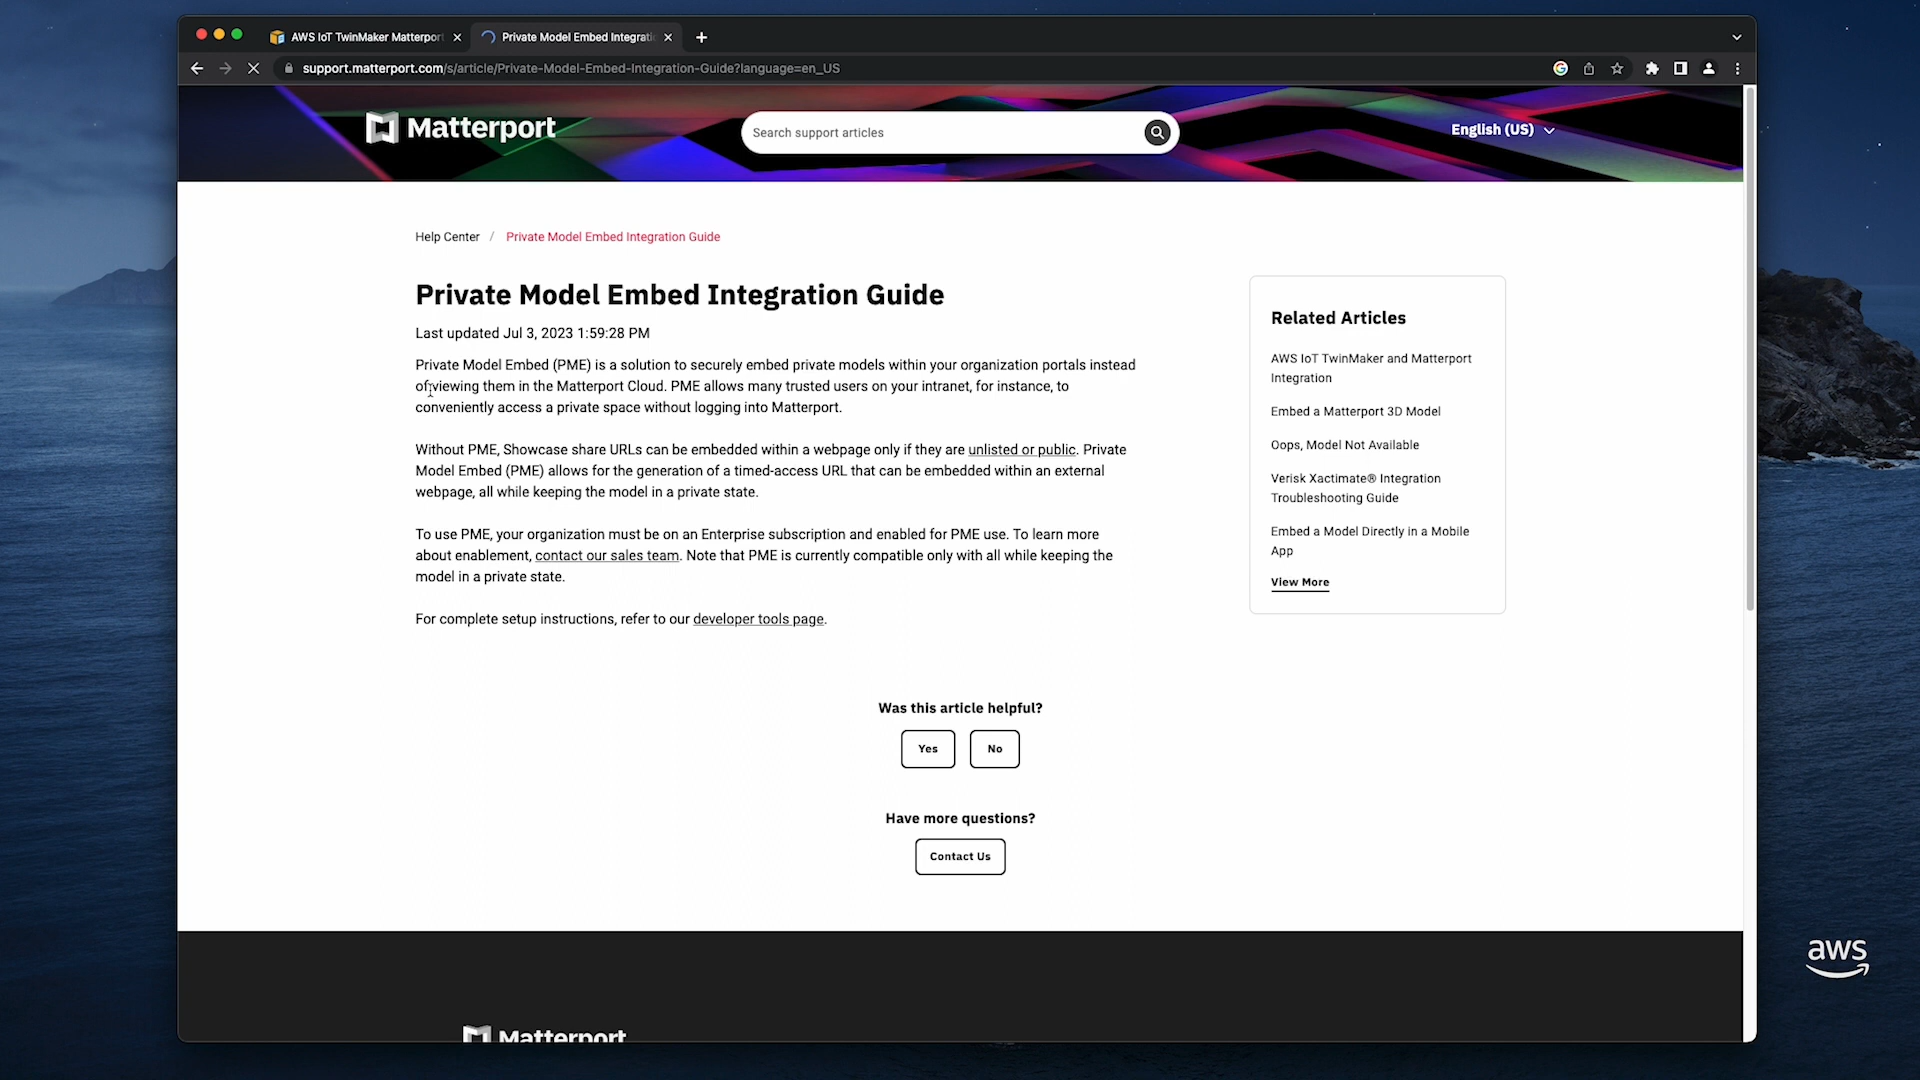 AWS IoT TwinMaker Matterport
Private Model Embed Integrati
support.matterport.com/s/article/Private-Model-Embed-Integration-Guide?language=en_US
Matterport
Search support articles
English (US)
Help Center / Private Model Embed Integration Guide
Private Model Embed Integration Guide
Last updated Jul 3, 2023 1:59:28 PM
Private Model Embed (PME) is a solution to securely embed private models within your organization portals instead
of viewing them in the Matterport Cloud. PME allows many trusted users on your intranet, for instance, to
conveniently access a private space without logging into Matterport.
Without PME, Showcase share URLs can be embedded within a webpage only if they are unlisted or public. Private
Model Embed (PME) allows for the generation of a timed-access URL that can be embedded within an external
webpage, all while keeping the model in a private state.
To use PME, your organization must be on an Enterprise subscription and enabled for PME use. To learn more
about enablement, contact our sales team. Note that PME is currently compatible only with all while keeping the
model in a private state.
For complete setup instructions, refer to our developer tools page.
Related Articles
AWS IoT TwinMaker and Matterport
Integration
Embed a Matterport 3D Model
Oops, Model Not Available
Verisk Xactimate® Integration
Troubleshooting Guide
Embed a Model Directly in a Mobile
App
View More
Was this article helpful?
Yes
No
Have more questions?
Contact Us
Matterport
aws